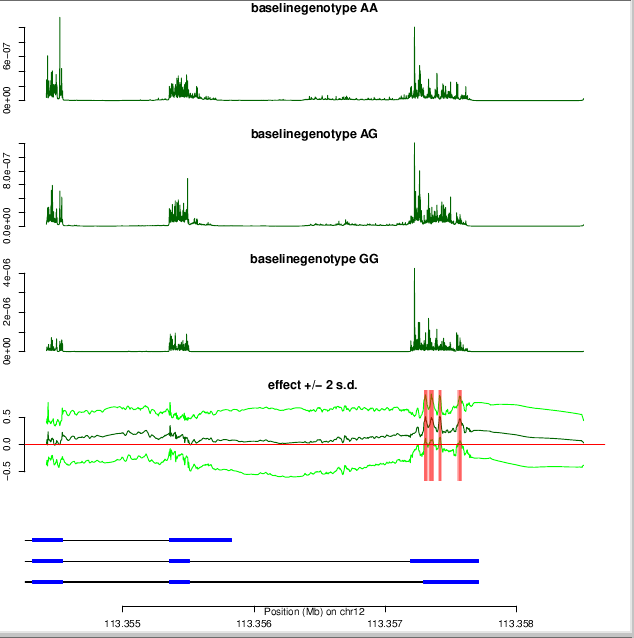 baselinegenotype AA
6e−07
0e+00
baselinegenotype AG
8.0e−07
0.0e+00
baselinegenotype GG
4e−06
2e−06
0e+00
effect +/− 2 s.d.
0.5
0.0
−0.5
Position (Mb) on chr12
113.355 113.356 113.357 113.358